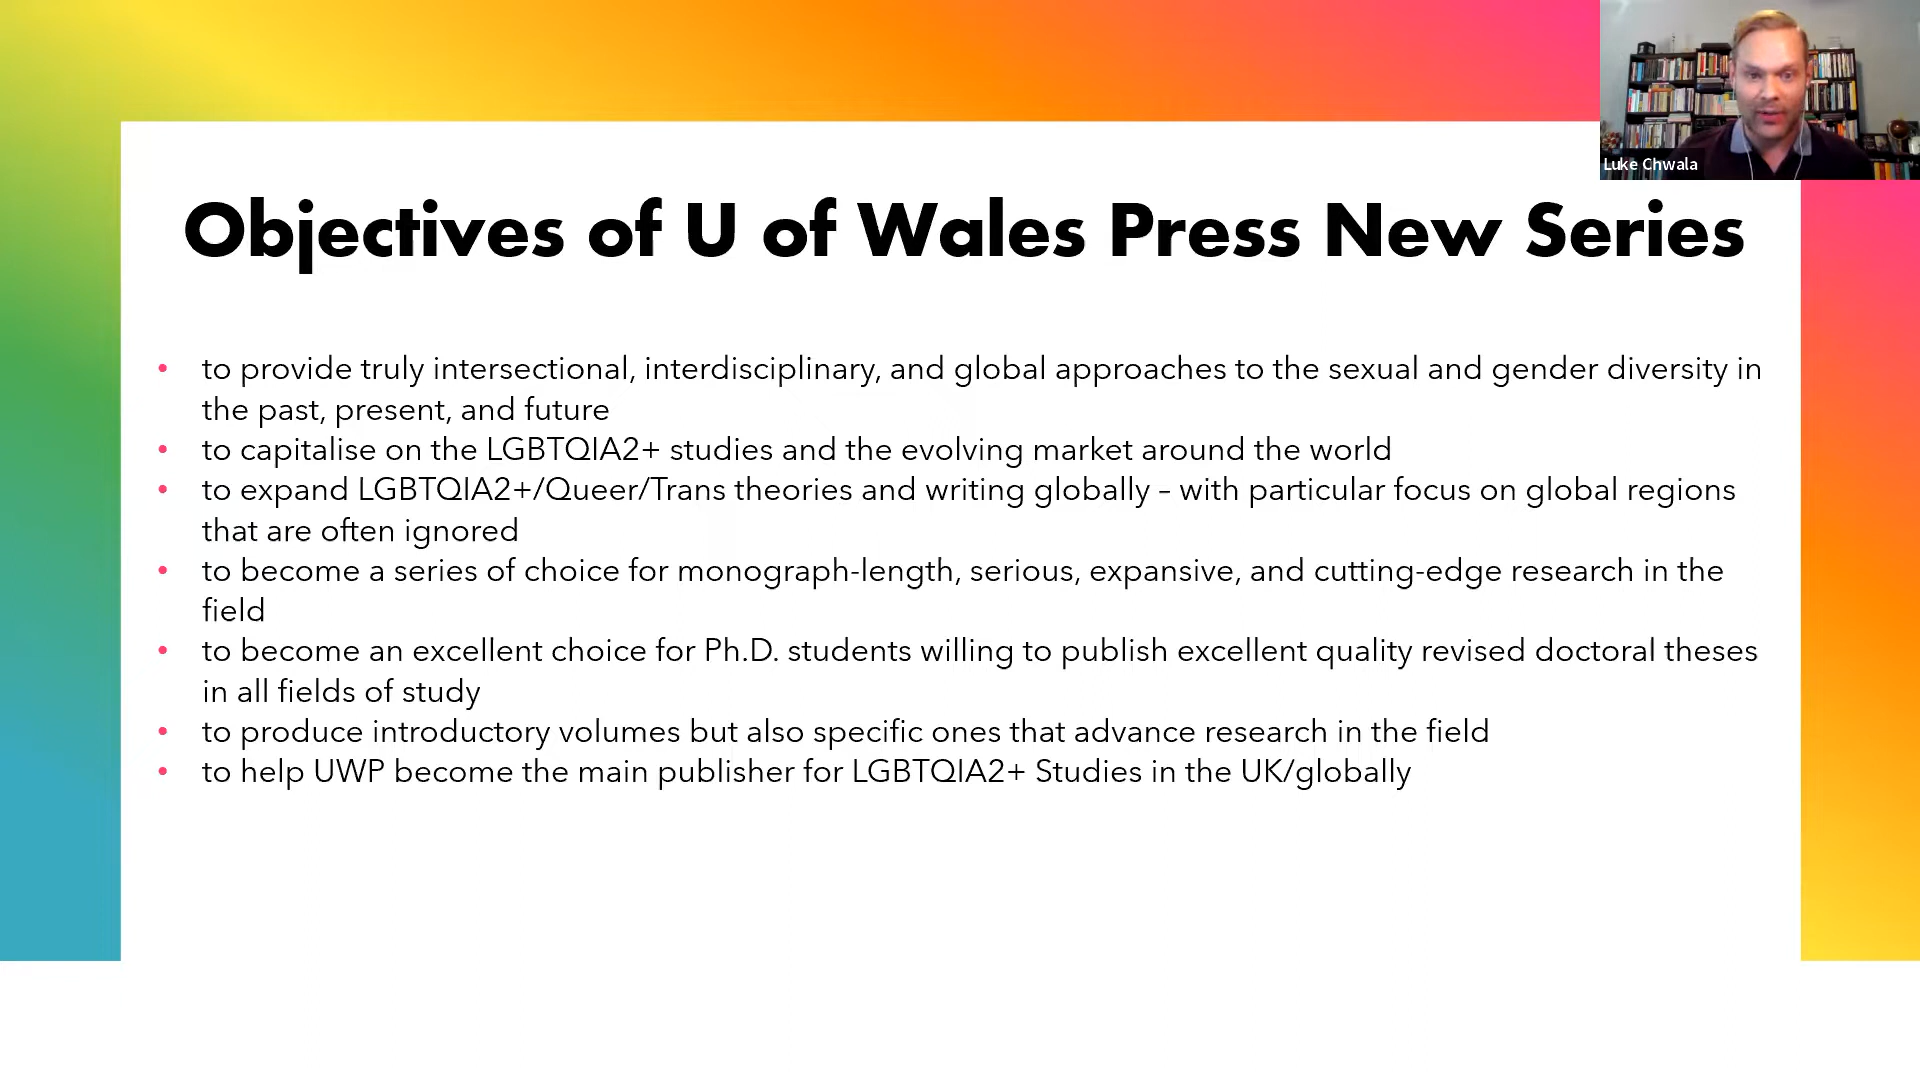 Luke Chwala
Objectives of U of Wales Press New Series
• to provide truly intersectional, interdisciplinary, and global approaches to the sexual and gender diversity in
the past, present, and future
• to capitalise on the LGBTQIA2+ studies and the evolving market around the world
• to expand LGBTQIA2+/Queer/Trans theories and writing globally – with particular focus on global regions
that are often ignored
• to become a series of choice for monograph-length, serious, expansive, and cutting-edge research in the
field
• to become an excellent choice for Ph.D. students willing to publish excellent quality revised doctoral theses
in all fields of study
• to produce introductory volumes but also specific ones that advance research in the field
• to help UWP become the main publisher for LGBTQIA2+ Studies in the UK/globally